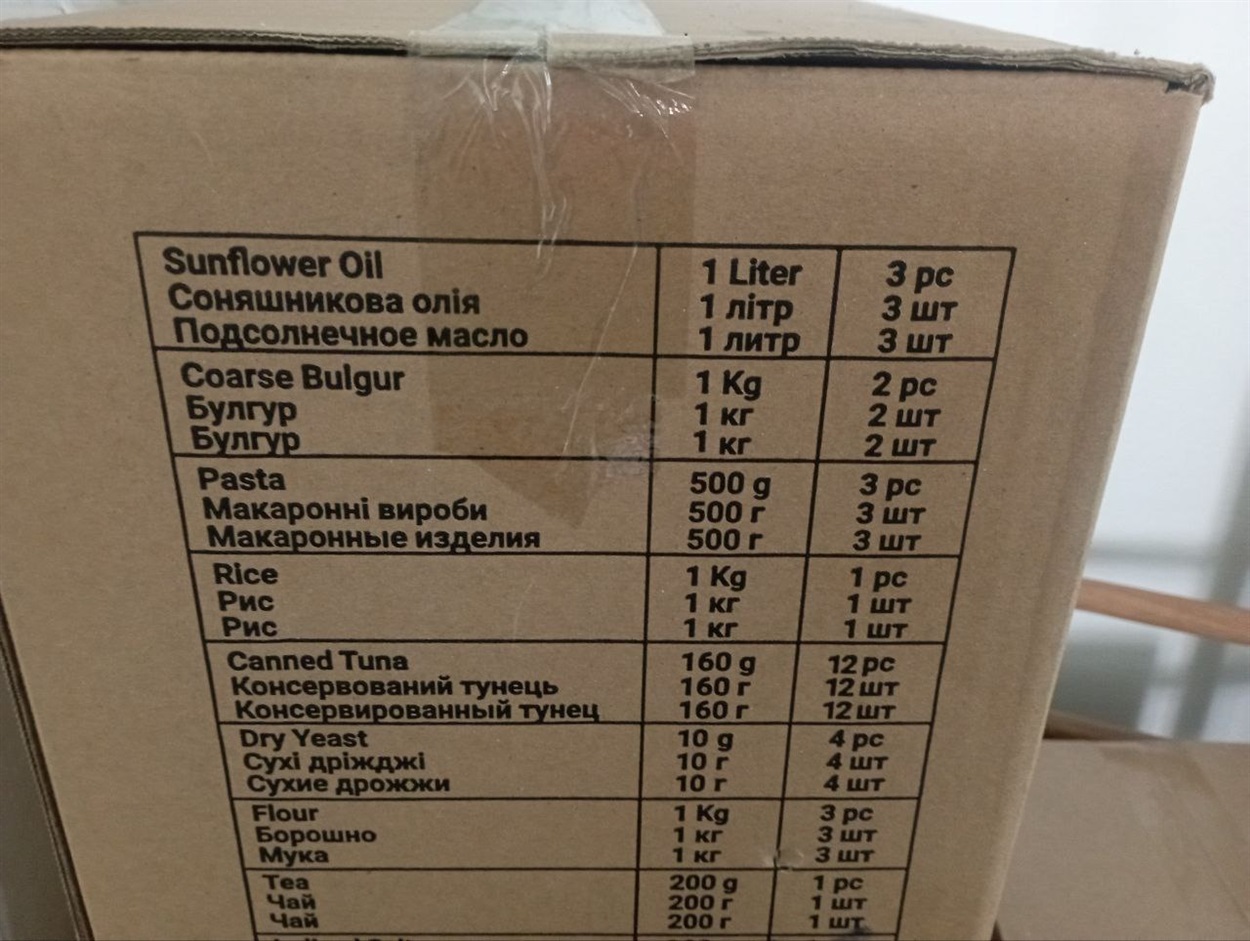 Sunflower Oil 1 Liter 3 pc
Соняшникова олія 1 літр 3 шт
Подсолнечное масло 1 литр 3 шт
Coarse Bulgur 1 Kg 2 pc
Булгур 1 кг 2 шт
Булгур 1 кг 2 шт
Pasta 500 g 3 pc
Макаронні вироби 500 г 3 шт
Макаронные изделия 500 г 3 шт
Rice 1 Kg 1 pc
Рис 1 кг 1 шт
Рис 1 кг 1 шт
Canned Tuna 160 g 12 pc
Консервований тунець 160 г 12 шт
Консервированный тунец 160 г 12 шт
Dry Yeast 10 g 4 pc
Сухі дріжджі 10 г 4 шт
Сухие дрожжи 10 г 4 шт
Flour 1 Kg 3 pc
Борошно 1 кг 3 шт
Мука 1 кг 3 шт
Tea 200 g 1 pc
Чай 200 г 1 шт
Чай 200 г 1 шт